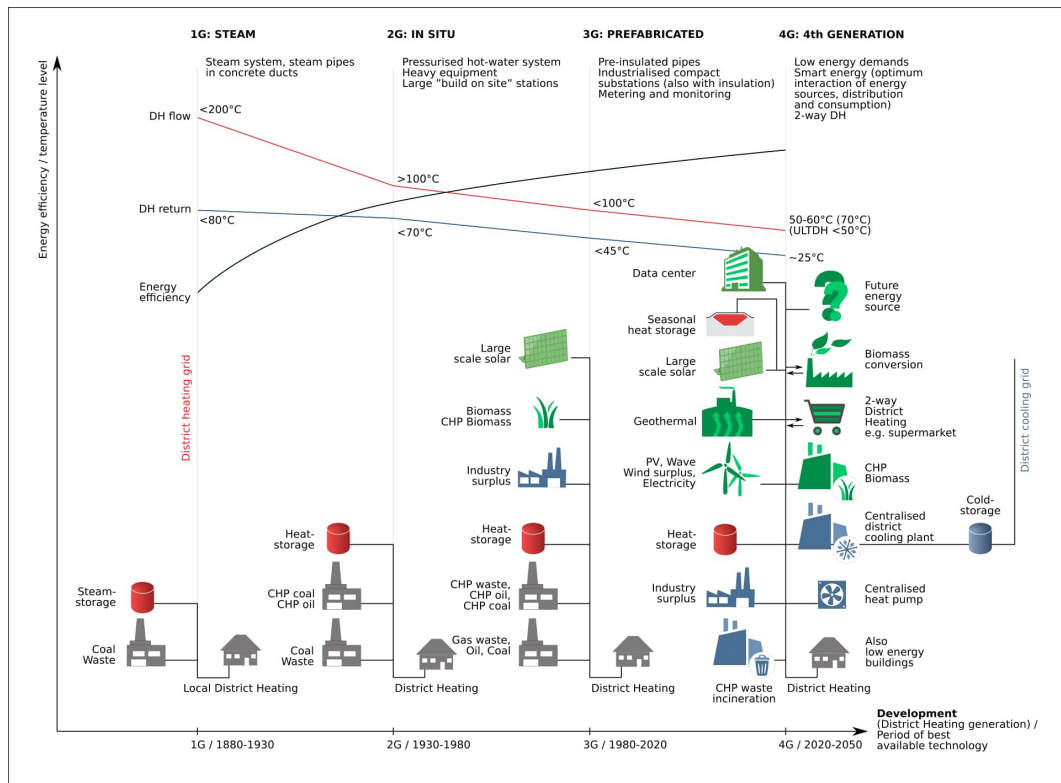 1G: STEAM
2G: IN SITU
3G: PREFABRICATED
4G: 4th GENERATION
Steam system, steam pipes
in concrete ducts
Pressurised hot-water system
Heavy equipment
Large ”build on site” stations
Pre-insulated pipes
Industrialised compact
substations (also with insulation)
Metering and monitoring
Low energy demands
Smart energy (optimum
interaction of energy
sources, distribution
and consumption)
2-way DH
Energy efficiency / temperature level
DH flow
<200°C
>100°C
<100°C
50-60°C (70°C)
(ULTDH <50°C)
DH return
<80°C
<70°C
<45°C
~25°C
Energy
efficiency
District heating grid
Data center
Future
energy
source
Seasonal
heat storage
Large
scale solar
Large
scale solar
Biomass
conversion
Biomass
CHP Biomass
Geothermal
2-way
District
Heating
e.g. supermarket
District cooling grid
Industry
surplus
PV, Wave
Wind surplus,
Electricity
CHP
Biomass
Heat-
storage
Heat-
storage
Heat-
storage
Centralised
district
cooling plant
Cold-
storage
Steam-
storage
CHP coal
CHP oil
CHP waste,
CHP oil,
CHP coal
Industry
surplus
Centralised
heat pump
Coal
Waste
Coal
Waste
Gas waste,
Oil, Coal
CHP waste
incineration
Also
low energy
buildings
Local District Heating
District Heating
District Heating
District Heating
1G / 1880-1930
2G / 1930-1980
3G / 1980-2020
4G / 2020-2050
Development
(District Heating generation) /
Period of best
available technology